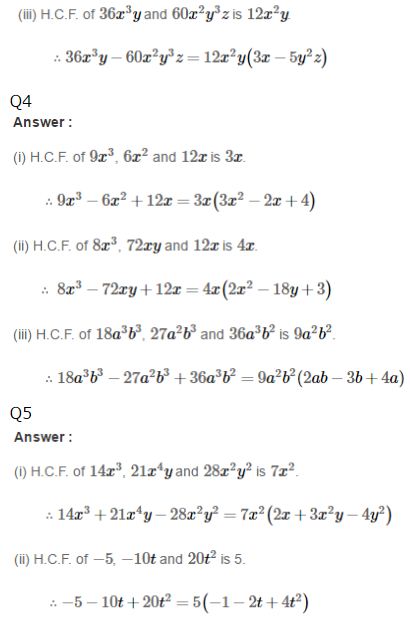 (iii) H.C.F. of 36x³y and 60x²y³z is 12x²y.
∴ 36x³y − 60x²y³z = 12x²y(3x − 5y²z)
Q4
Answer :
(i) H.C.F. of 9x³, 6x² and 12x is 3x.
∴ 9x³ − 6x² + 12x = 3x(3x² − 2x + 4)
(ii) H.C.F. of 8x³, 72xy and 12x is 4x.
∴ 8x³ − 72xy + 12x = 4x(2x² − 18y + 3)
(iii) H.C.F. of 18a³b³, 27a²b³ and 36a³b² is 9a²b².
∴ 18a³b³ − 27a²b³ + 36a³b² = 9a²b²(2ab − 3b + 4a)
Q5
Answer :
(i) H.C.F. of 14x³, 21x⁴y and 28x²y² is 7x².
∴ 14x³ + 21x⁴y − 28x²y² = 7x²(2x + 3x²y − 4y²)
(ii) H.C.F. of −5, −10t and 20t² is 5.
∴ −5 − 10t + 20t² = 5(−1 − 2t + 4t²)